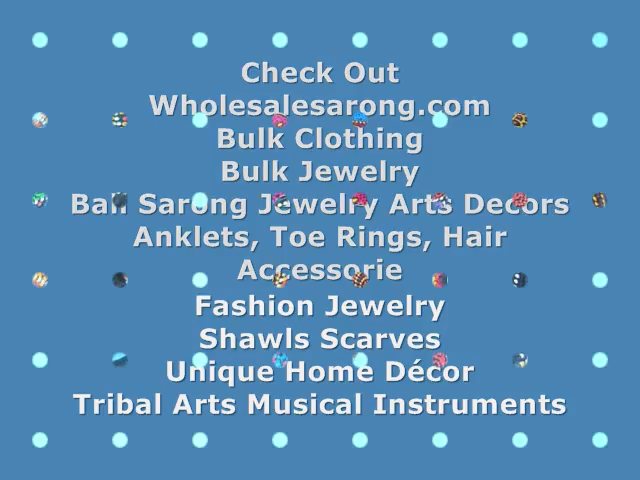 Check Out
Wholesalesarong.com
Bulk Clothing
Bulk Jewelry
Bali Sarong Jewelry Arts Decors
Anklets, Toe Rings, Hair
Accessorie
Fashion Jewelry
Shawls Scarves
Unique Home Décor
Tribal Arts Musical Instruments